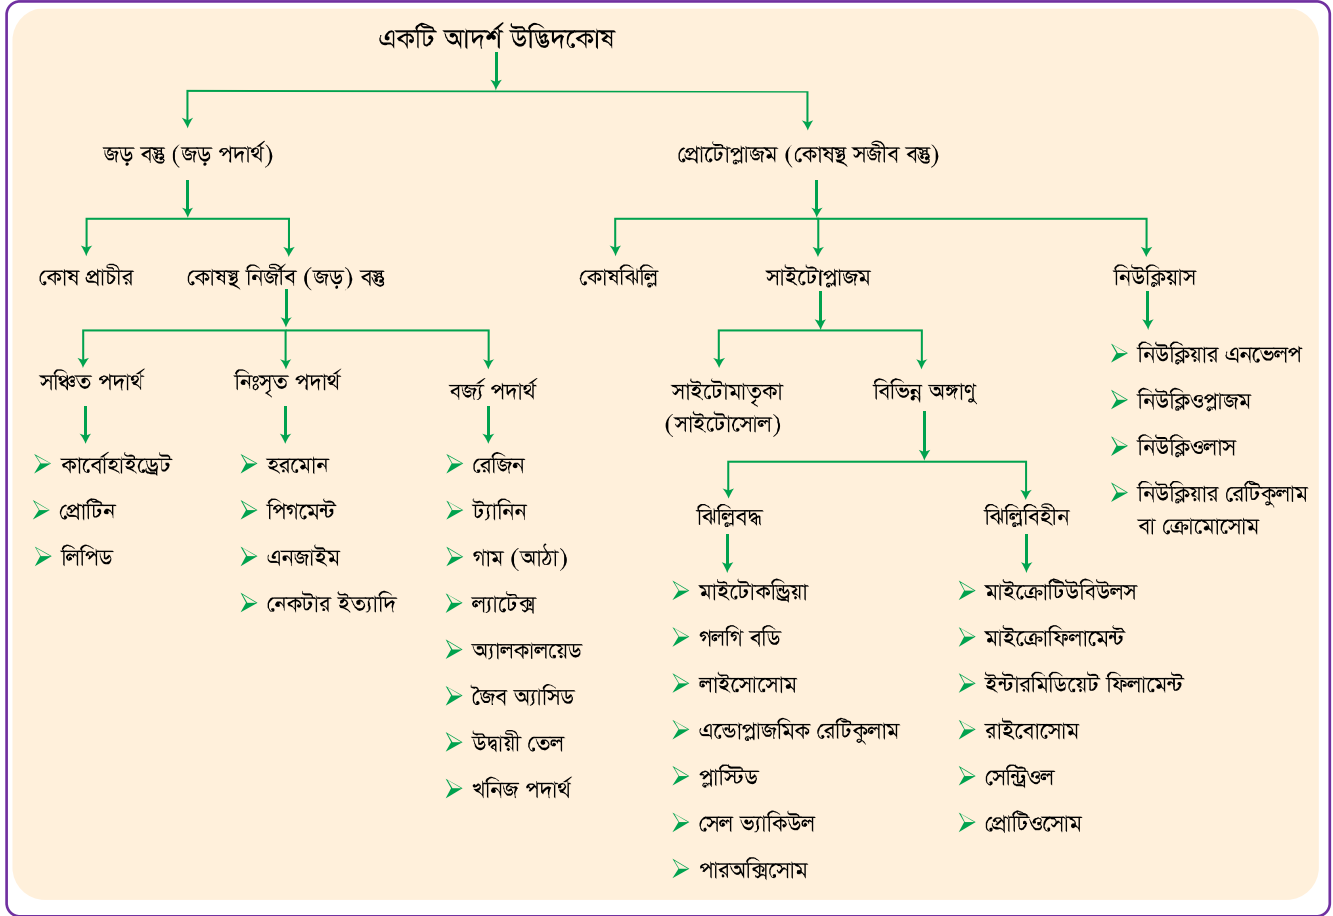 একটি আদর্শ উদ্ভিদকোষ
জড় বস্তু (জড় পদার্থ)
প্রোটোপ্লাজম (কোষস্থ সজীব বস্তু)
কোষ প্রাচীর
কোষস্থ নির্জীব (জড়) বস্তু
কোষঝিল্লি
সাইটোপ্লাজম
নিউক্লিয়াস
সঞ্চিত পদার্থ
কার্বোহাইড্রেট
প্রোটিন
লিপিড
নিঃসৃত পদার্থ
হরমোন
পিগমেন্ট
এনজাইম
নেকটার ইত্যাদি
বর্জ্য পদার্থ
রেজিন
ট্যানিন
গাম (আঠা)
ল্যাটেক্স
অ্যালকালয়েড
জৈব অ্যাসিড
উদ্বায়ী তেল
খনিজ পদার্থ
সাইটোমাতৃকা
(সাইটোসোল)
বিভিন্ন অঙ্গাণু
ঝিল্লিবদ্ধ
মাইটোকন্ড্রিয়া
গলগি বডি
লাইসোসোম
এন্ডোপ্লাজমিক রেটিকুলাম
প্লাস্টিড
সেল ভ্যাকিউল
পারঅক্সিসোম
ঝিল্লিবিহীন
মাইক্রোটিউবিউলস
মাইক্রোফিলামেন্ট
ইন্টারমিডিয়েট ফিলামেন্ট
রাইবোসোম
সেন্ট্রিওল
প্রোটিওসোম
নিউক্লিয়ার এনভেলপ
নিউক্লিওপ্লাজম
নিউক্লিওলাস
নিউক্লিয়ার রেটিকুলাম
বা ক্রোমোসোম